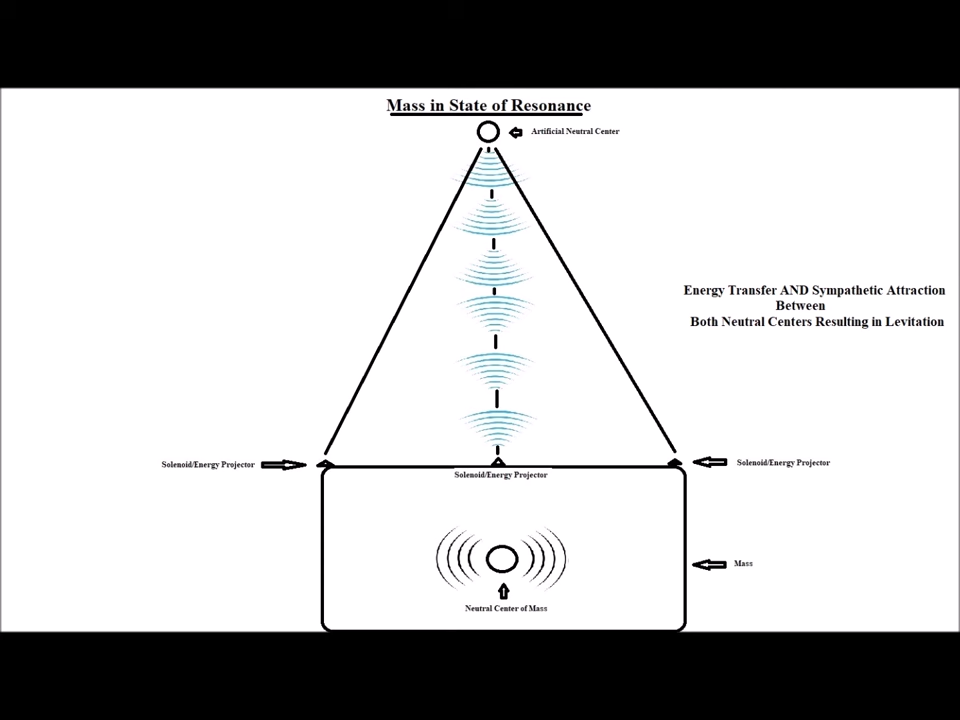 Mass in State of Resonance
Artificial Neutral Center
Energy Transfer AND Sympathetic Attraction
Between
Both Neutral Centers Resulting in Levitation
Solenoid/Energy Projector
Solenoid/Energy Projector
Solenoid/Energy Projector
Mass
Neutral Center of Mass